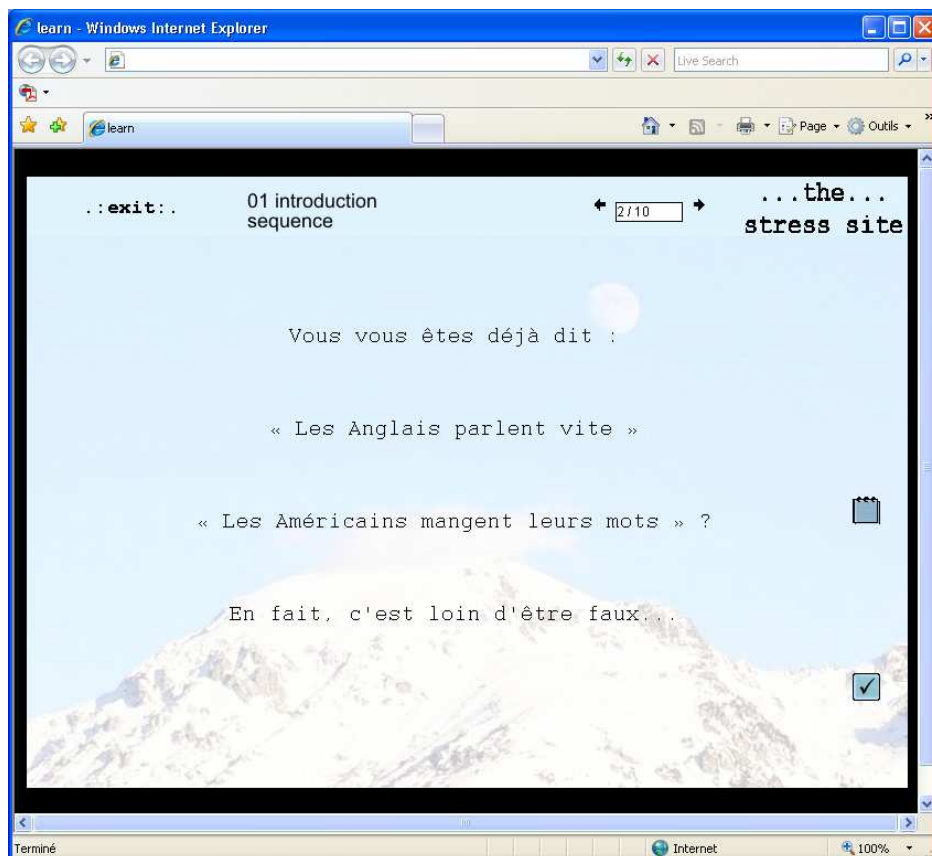 learn - Windows Internet Explorer
Live Search
learn
Page
Outils
.:exit:.
01 introduction
sequence
2/10
...the...
stress site
Vous vous êtes déjà dit :
« Les Anglais parlent vite »
« Les Américains mangent leurs mots » ?
En fait, c'est loin d'être faux...
Terminé
Internet
100%